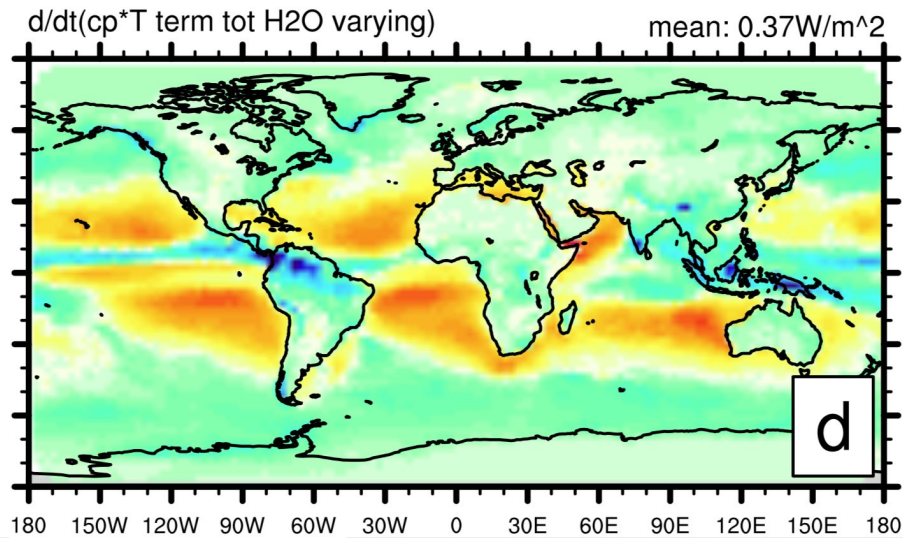 d/dt(cp*T term tot H2O varying) mean: 0.37W/m^2
d
180 150W 120W 90W 60W 30W 0 30E 60E 90E 120E 150E 180